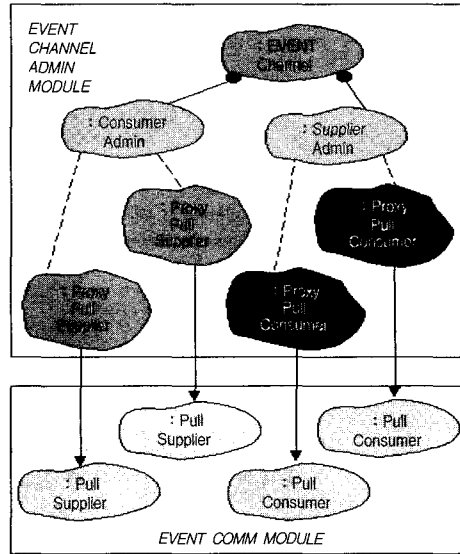 EVENT
CHANNEL
ADMIN
MODULE
: EVENT
Channel
: Consumer
Admin
: Supplier
Admin
: Proxy
Pull
Supplier
: Proxy
Pull
Consumer
: Proxy
Pull
Supplier
: Proxy
Pull
Consumer
: Pull
Supplier
: Pull
Consumer
: Pull
Supplier
: Pull
Consumer
EVENT COMM MODULE